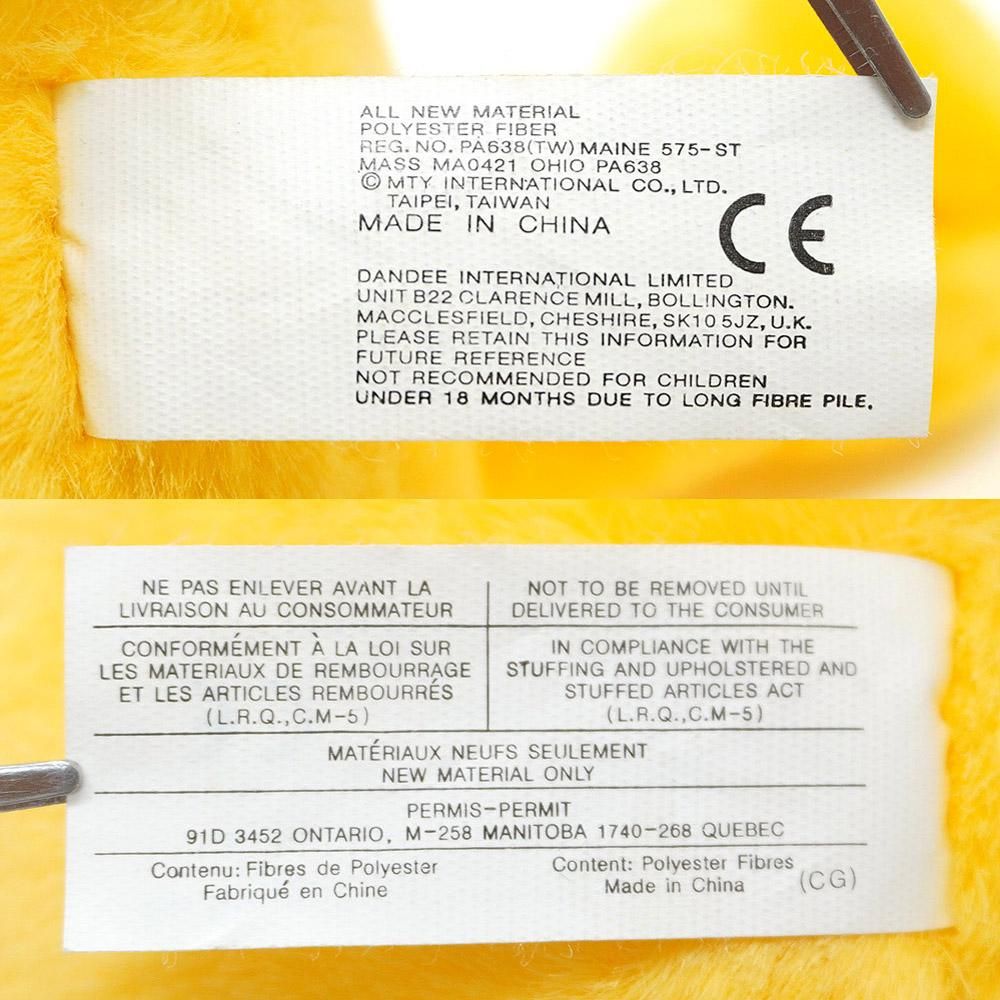 ALL NEW MATERIAL
POLYESTER FIBER
REG. NO. PA638(TW) MAINE 575-ST
MASS MA0421 OHIO PA638
© MTY INTERNATIONAL CO., LTD.
TAIPEI, TAIWAN
MADE IN CHINA
CE
DANDEE INTERNATIONAL LIMITED
UNIT B22 CLARENCE MILL, BOLLINGTON.
MACCLESFIELD, CHESHIRE, SK10 5JZ, U.K.
PLEASE RETAIN THIS INFORMATION FOR
FUTURE REFERENCE
NOT RECOMMENDED FOR CHILDREN
UNDER 18 MONTHS DUE TO LONG FIBRE PILE.
NE PAS ENLEVER AVANT LA
LIVRAISON AU CONSOMMATEUR
NOT TO BE REMOVED UNTIL
DELIVERED TO THE CONSUMER
CONFORMÉMENT À LA LOI SUR
LES MATERIAUX DE REMBOURRAGE
ET LES ARTICLES REMBOURRÉS
(L.R.Q.,C.M-5)
IN COMPLIANCE WITH THE
STUFFING AND UPHOLSTERED AND
STUFFED ARTICLES ACT
(L.R.Q.,C.M-5)
MATÉRIAUX NEUFS SEULEMENT
NEW MATERIAL ONLY
PERMIS-PERMIT
91D 3452 ONTARIO, M-258 MANITOBA 1740-268 QUEBEC
Contenu: Fibres de Polyester
Fabriqué en Chine
Content: Polyester Fibres
Made in China
(CG)